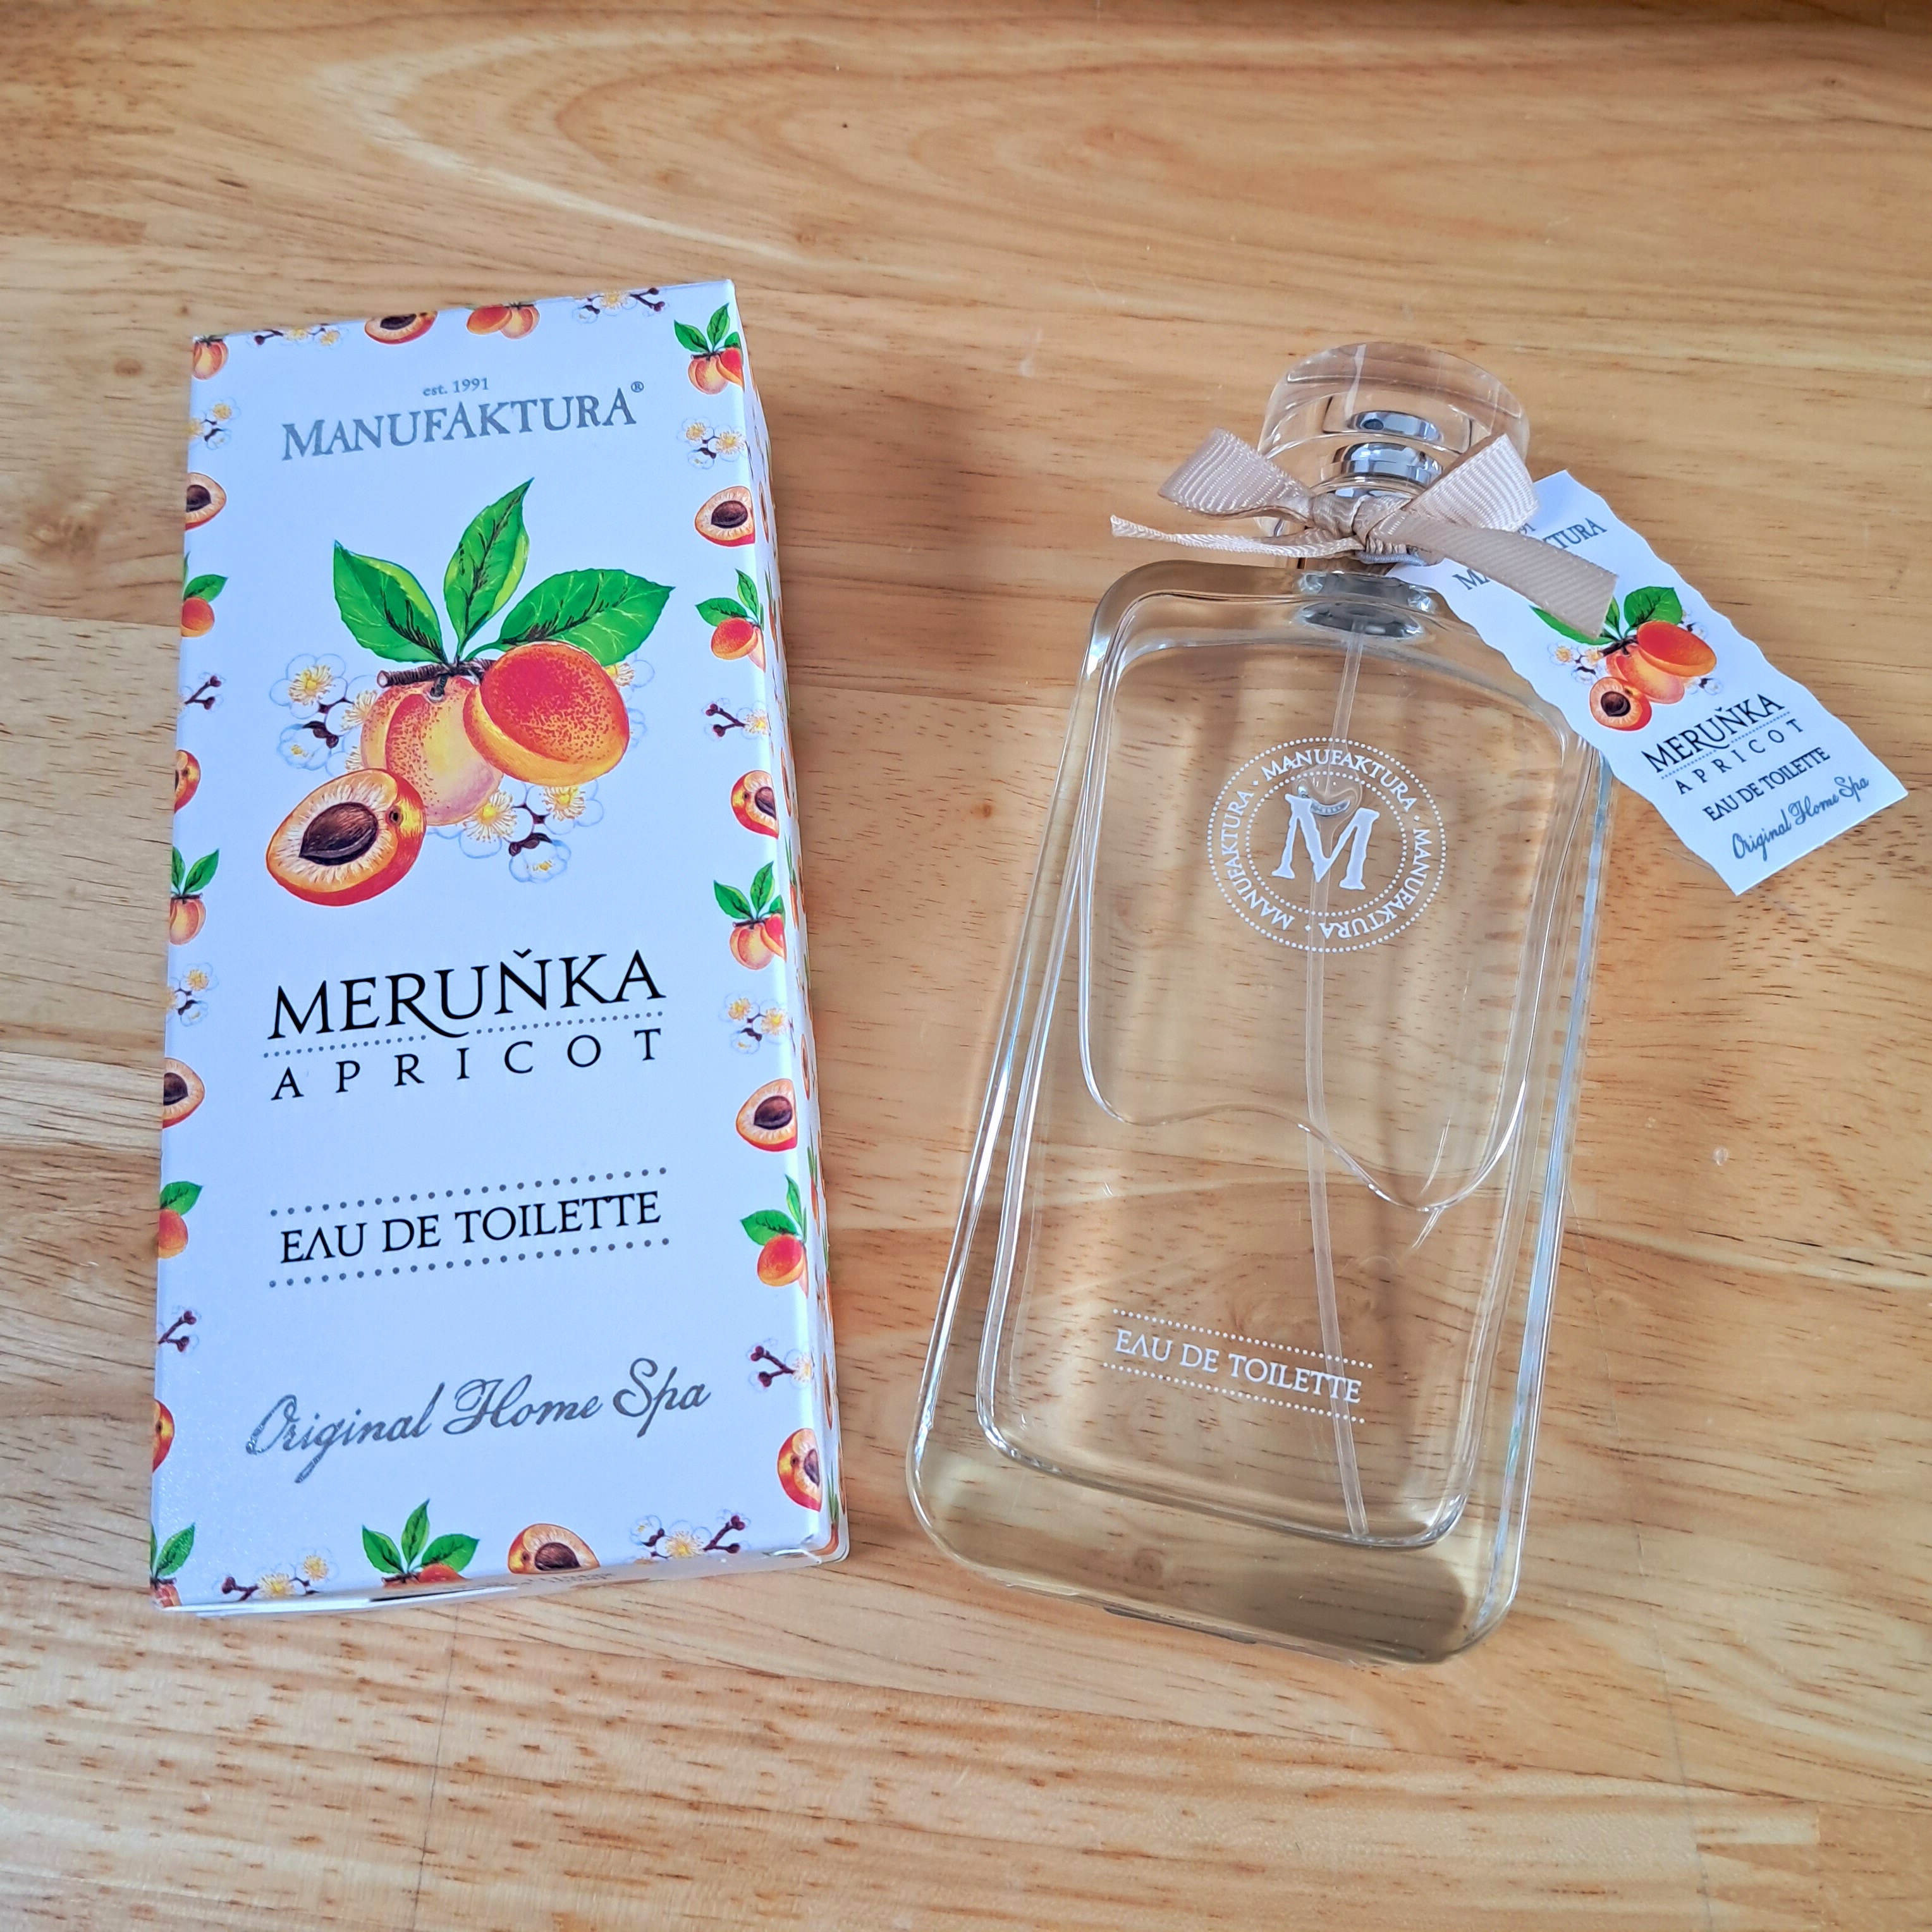 est. 1991
MANUFAKTURA®
MERUŇKA
APRICOT
EAU DE TOILETTE
Original Home Spa
MANUFAKTURA · MANUFAKTURA · MANUFAKTURA ·
M
EAU DE TOILETTE
MERUŇKA
APRICOT
EAU DE TOILETTE
Original Home Spa